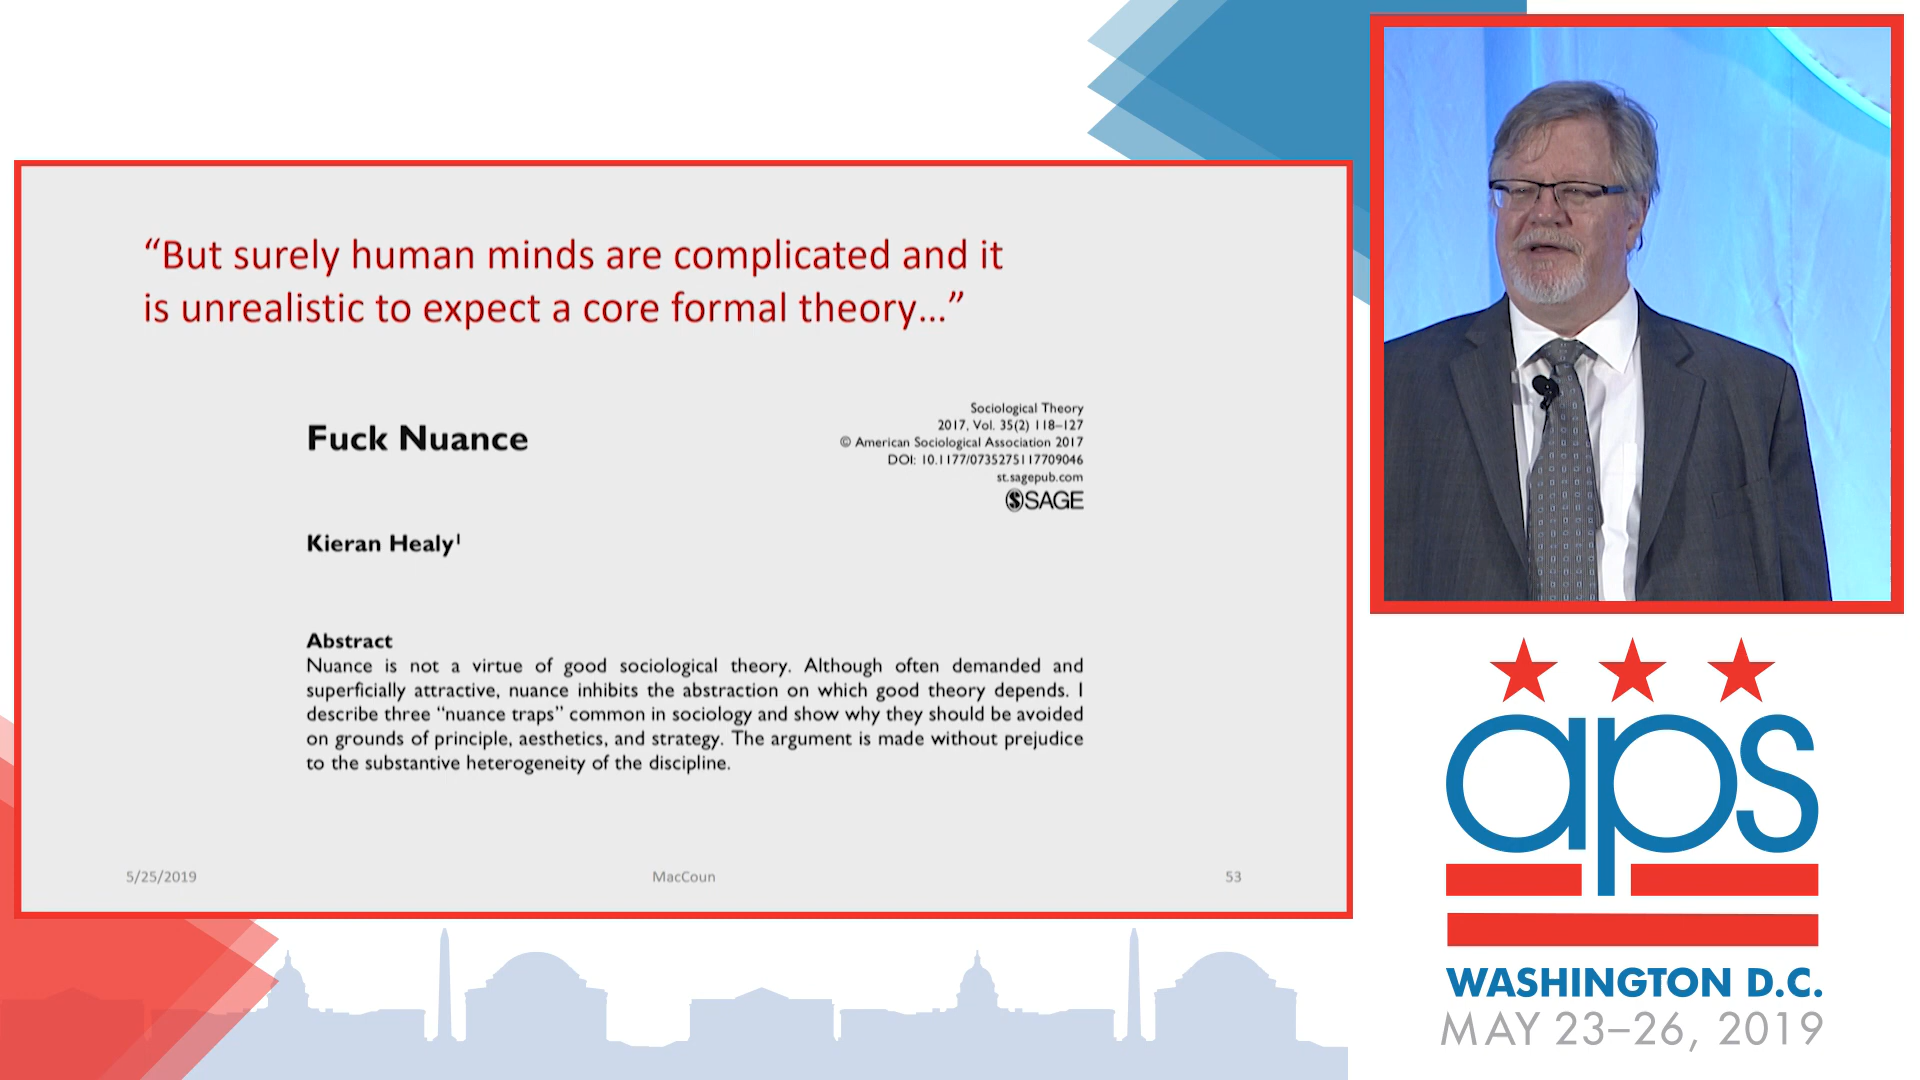 “But surely human minds are complicated and it
is unrealistic to expect a core formal theory...”
Fuck Nuance
Sociological Theory
2017, Vol. 35(2) 118–127
© American Sociological Association 2017
DOI: 10.1177/0735275117709046
st.sagepub.com
SAGE
Kieran Healy¹
Abstract
Nuance is not a virtue of good sociological theory. Although often demanded and
superficially attractive, nuance inhibits the abstraction on which good theory depends. I
describe three “nuance traps” common in sociology and show why they should be avoided
on grounds of principle, aesthetics, and strategy. The argument is made without prejudice
to the substantive heterogeneity of the discipline.
5/25/2019
MacCoun
53
aps
WASHINGTON D.C.
MAY 23–26, 2019